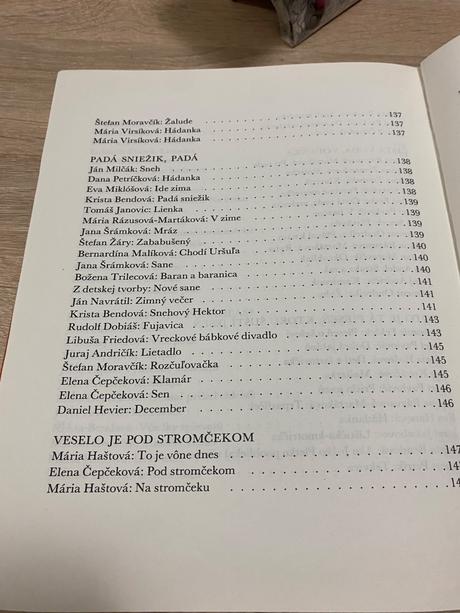 Štefan Moravčík: Žalude 137
Mária Virsíková: Hádanka 137
Mária Virsíková: Hádanka 137
PADÁ SNIEŽIK, PADÁ
Ján Milčák: Sneh 138
Dana Petríčková: Hádanka 138
Eva Miklóšová: Ide zima 138
Krista Bendová: Padá sniežik 138
Tomáš Janovic: Lienka 139
Mária Rázusová-Martáková: V zime 139
Jana Šrámková: Mráz 139
Štefan Žáry: Zababušený 139
Bernardína Malíková: Chodí Uršuľa 140
Jana Šrámková: Sane 140
Božena Trilecová: Baran a baranica 140
Z detskej tvorby: Nové sane 141
Ján Navrátil: Zimný večer 141
Krista Bendová: Snehový Hektor 141
Rudolf Dobiáš: Fujavica 143
Libuša Friedová: Vreckové bábkové divadlo 143
Juraj Andričík: Lietadlo 145
Štefan Moravčík: Rozčuľovačka 145
Elena Čepčeková: Klamár 145
Elena Čepčeková: Sen 146
Daniel Hevier: December 146
VESELO JE POD STROMČEKOM
Mária Haštová: To je vône dnes 147
Elena Čepčeková: Pod stromčekom
Mária Haštová: Na stromčeku